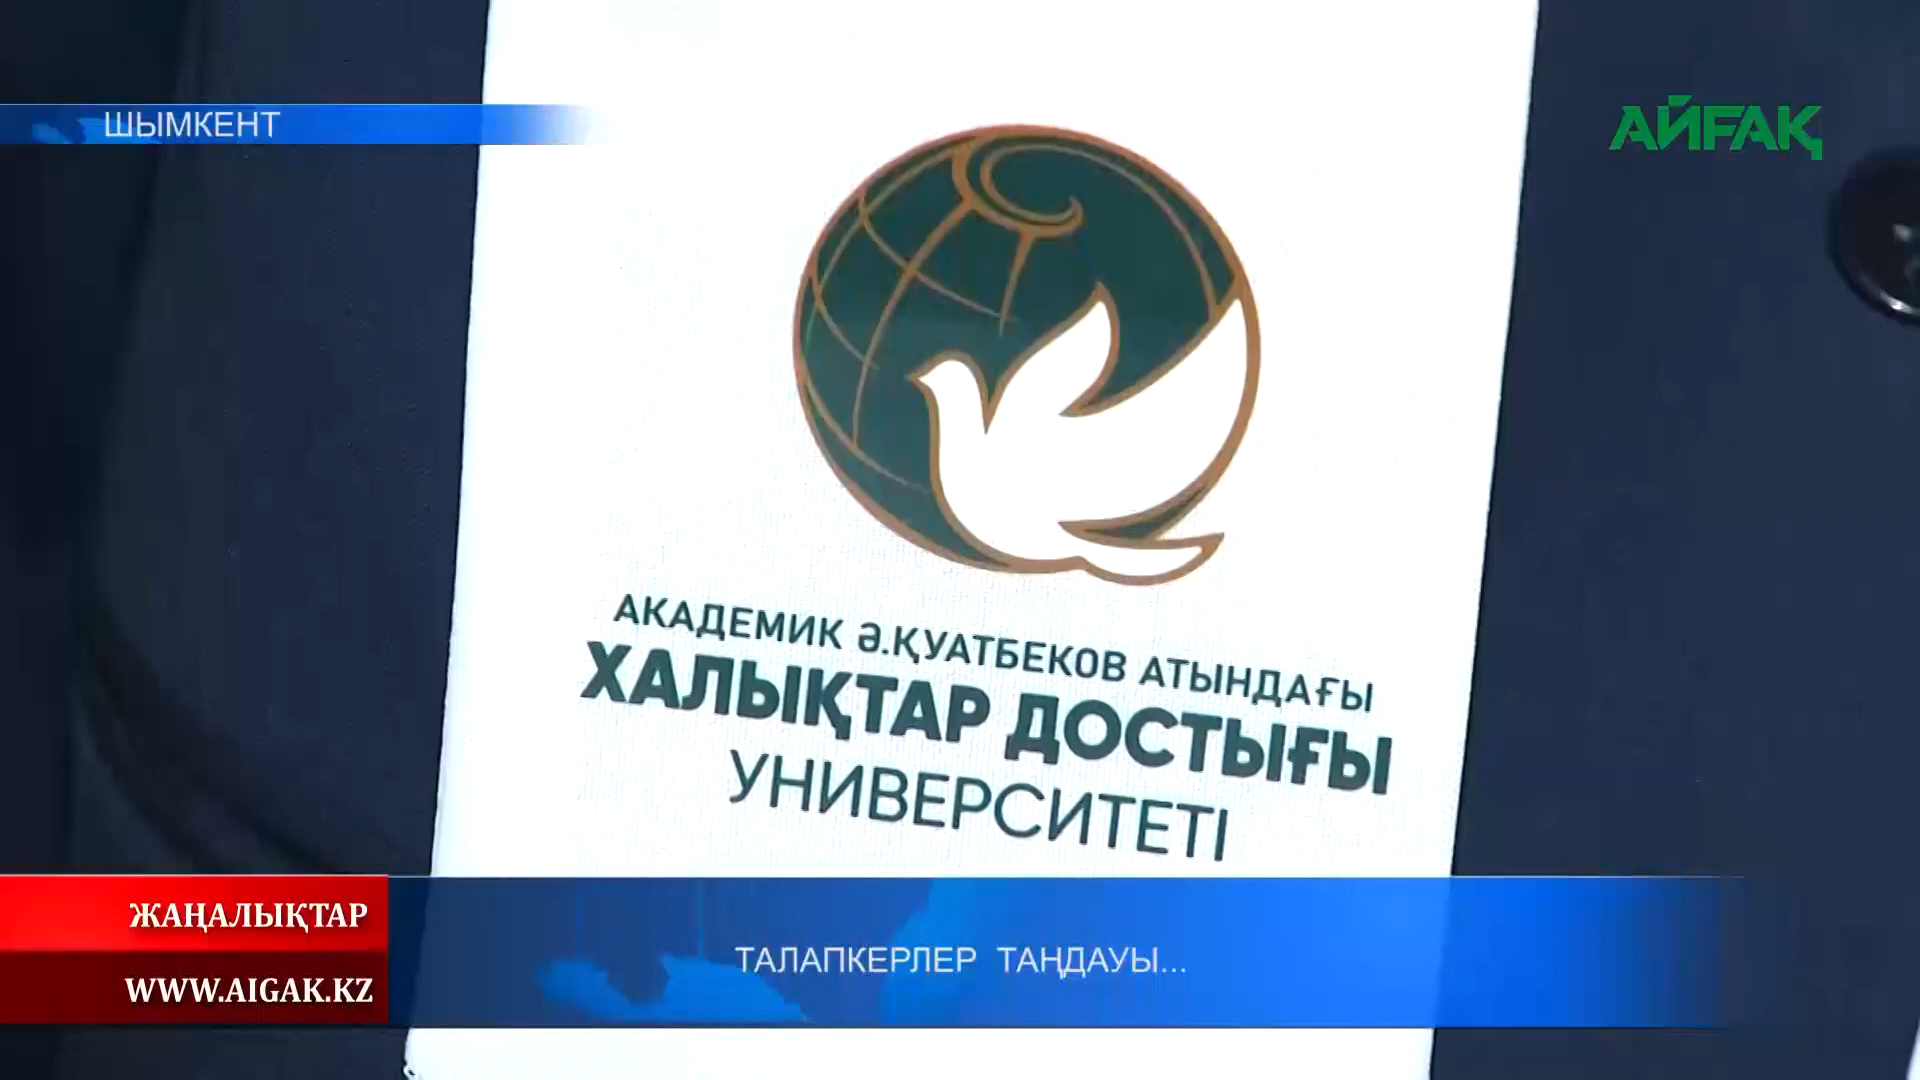 ШЫМКЕНТ
АЙҒАҚ
АКАДЕМИК Ә.ҚУАТБЕКОВ АТЫНДАҒЫ
ХАЛЫҚТАР ДОСТЫҒЫ
УНИВЕРСИТЕТІ
ЖАҢАЛЫҚТАР
WWW.AIGAK.KZ
ТАЛАПКЕРЛЕР ТАҢДАУЫ...